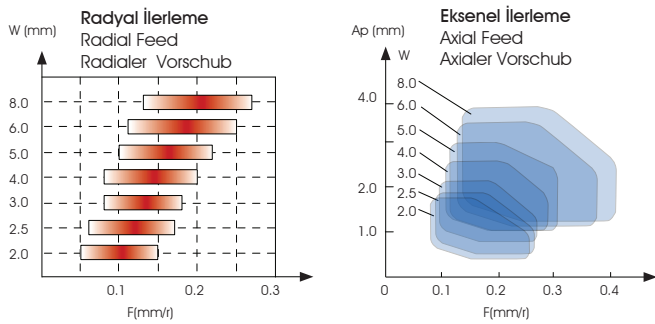 W (mm)
Radyal İlerleme
Radial Feed
Radialer Vorschub
8.0
6.0
5.0
4.0
3.0
2.5
2.0
0.1
0.2
0.3
F(mm/r)
Ap (mm)
Eksenel İlerleme
Axial Feed
Axialer Vorschub
W
8.0
6.0
5.0
4.0
3.0
2.5
2.0
4.0
2.0
1.0
0
0.1
0.2
0.3
0.4
F(mm/r)